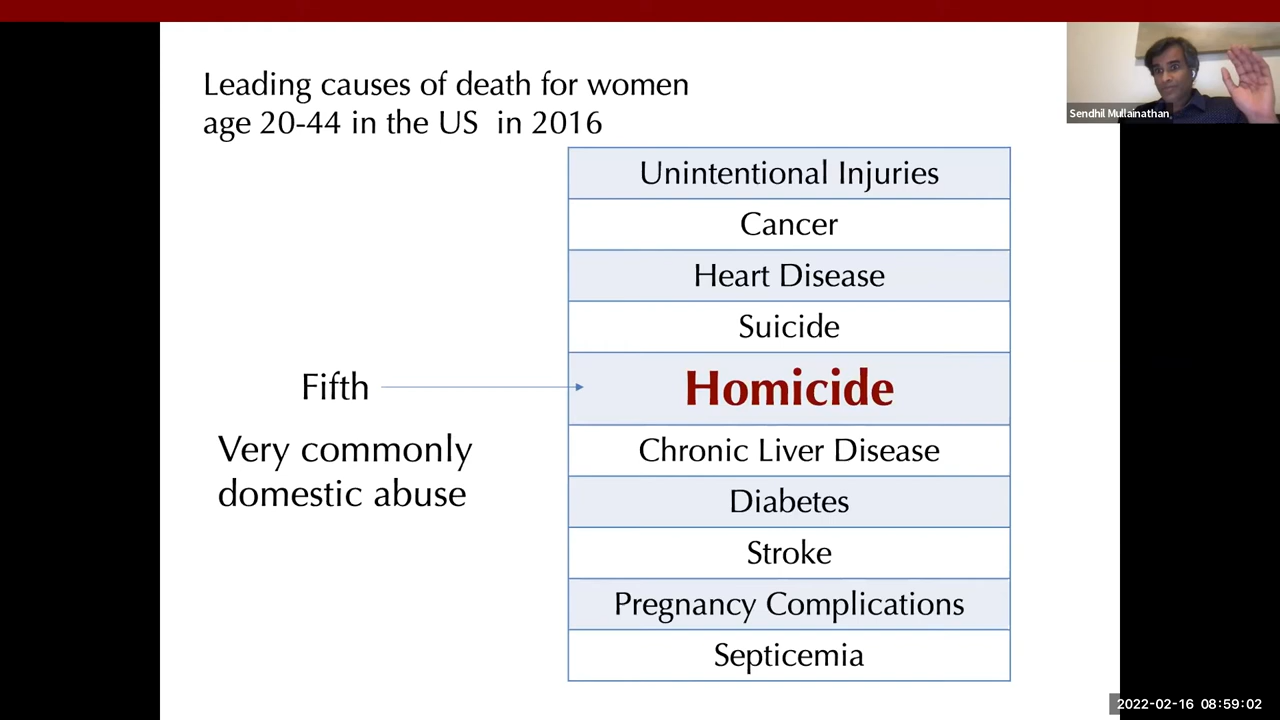 Leading causes of death for women
age 20-44 in the US in 2016
Unintentional Injuries
Cancer
Heart Disease
Suicide
Fifth
Homicide
Very commonly
domestic abuse
Chronic Liver Disease
Diabetes
Stroke
Pregnancy Complications
Septicemia
Sendhil Mullainathan
2022-02-16 08:59:02